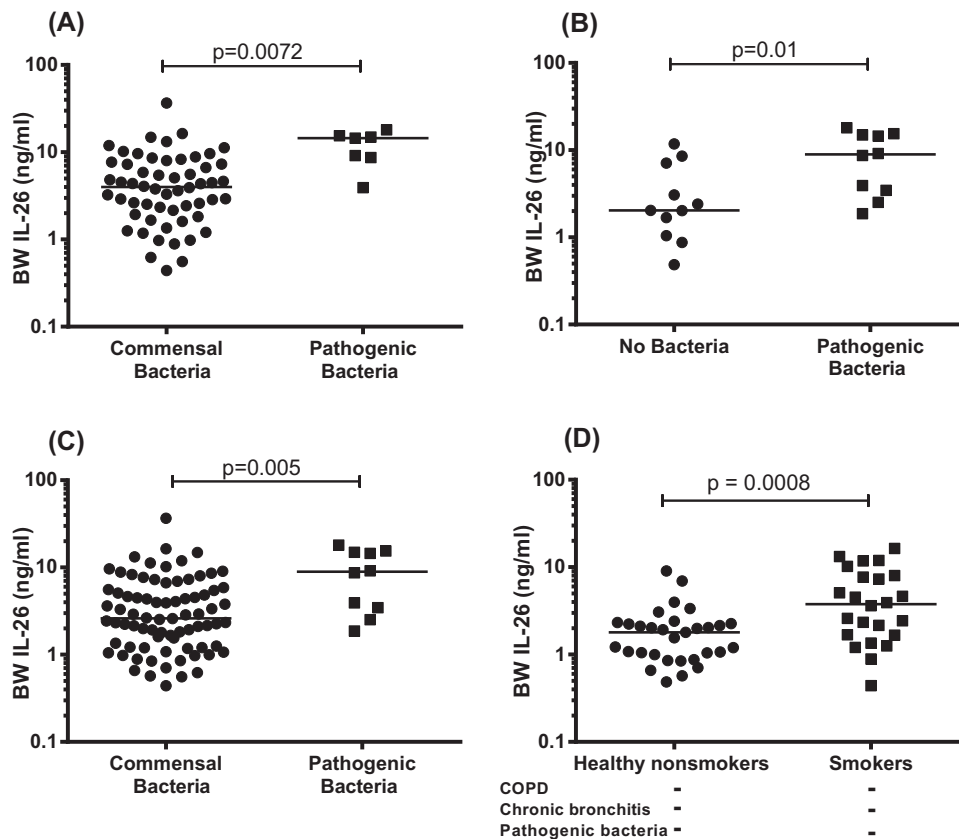 (A)
p=0.0072
100
10
1
0.1
BW IL-26 (ng/ml)
Commensal
Bacteria
Pathogenic
Bacteria
(B)
p=0.01
100
10
1
0.1
BW IL-26 (ng/ml)
No Bacteria
Pathogenic
Bacteria
(C)
p=0.005
100
10
1
0.1
BW IL-26 (ng/ml)
Commensal
Bacteria
Pathogenic
Bacteria
(D)
p = 0.0008
100
10
1
0.1
BW IL-26 (ng/ml)
Healthy nonsmokers Smokers
COPD - -
Chronic bronchitis - -
Pathogenic bacteria - -